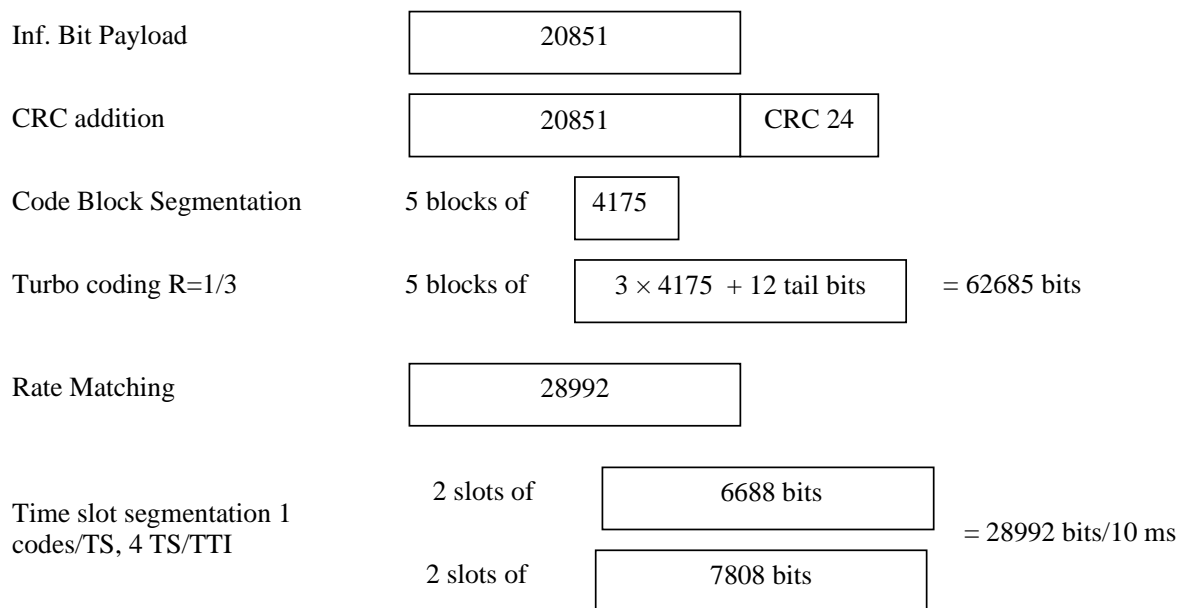 Inf. Bit Payload 20851
CRC addition 20851 CRC 24
Code Block Segmentation 5 blocks of 4175
Turbo coding R=1/3 5 blocks of 3 × 4175 + 12 tail bits = 62685 bits
Rate Matching 28992
2 slots of 6688 bits
Time slot segmentation 1
codes/TS, 4 TS/TTI
= 28992 bits/10 ms
2 slots of 7808 bits